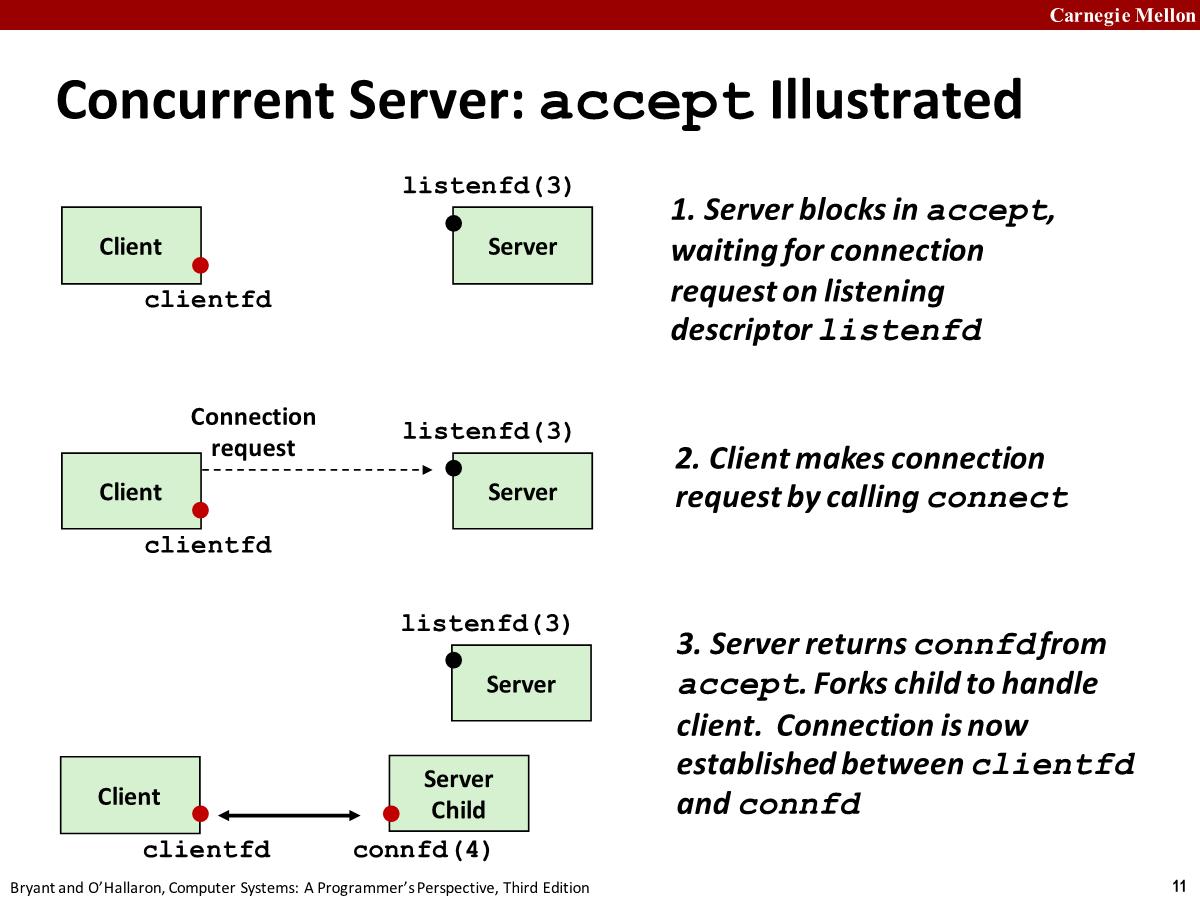 Carnegie Mellon
Concurrent Server: accept Illustrated
listenfd(3)
Client
Server
clientfd
1. Server blocks in accept,
waiting for connection
request on listening
descriptor listenfd
Connection
request
listenfd(3)
Client
Server
clientfd
2. Client makes connection
request by calling connect
listenfd(3)
Server
Client
Server
Child
clientfd
connfd(4)
3. Server returns connfd from
accept. Forks child to handle
client. Connection is now
established between clientfd
and connfd
Bryant and O'Hallaron, Computer Systems: A Programmer's Perspective, Third Edition
11